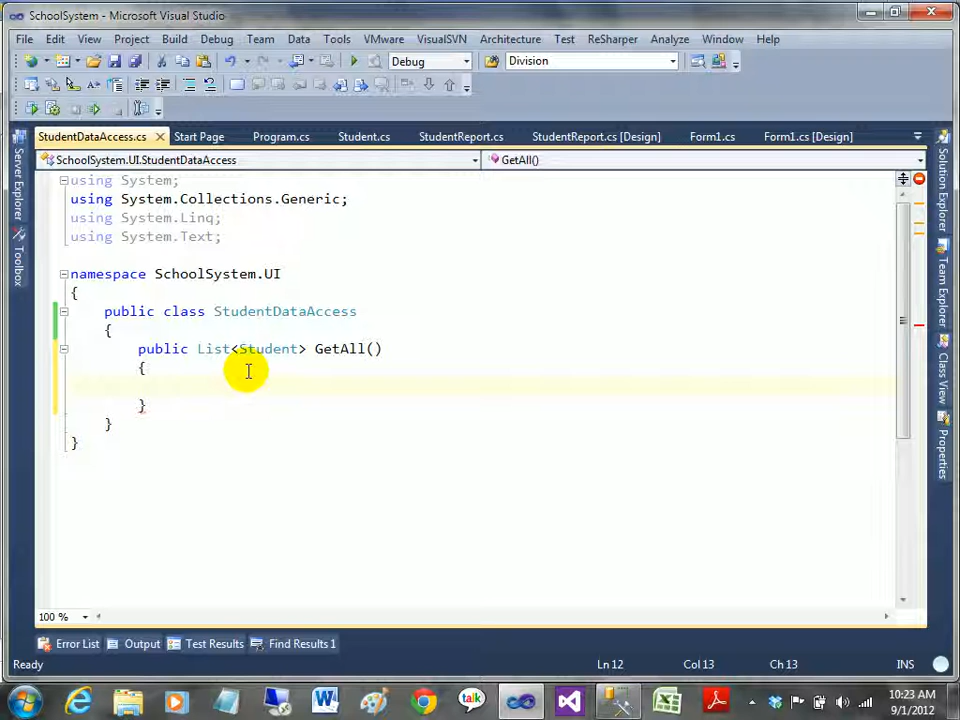 SchoolSystem - Microsoft Visual Studio
File Edit View Project Build Debug Team Data Tools VMware VisualSVN Architecture Test ReSharper Analyze Window Help
Debug Division
StudentDataAccess.cs Start Page Program.cs Student.cs StudentReport.cs StudentReport.cs [Design] Form1.cs Form1.cs [Design]
SchoolSystem.UI.StudentDataAccess GetAll()
using System;
using System.Collections.Generic;
using System.Linq;
using System.Text;
namespace SchoolSystem.UI
{
public class StudentDataAccess
{
public List<Student> GetAll()
{
}
}
}
Server Explorer
Toolbox
Solution Explorer
Team Explorer
Class View
Properties
100 %
Error List Output Test Results Find Results 1
Ready Ln 12 Col 13 Ch 13 INS
talk
10:23 AM
9/1/2012